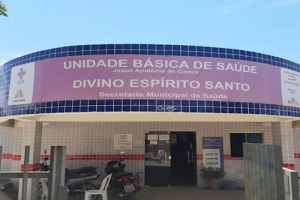 UNIDADE BÁSICA DE SAÚDE
Josué Apolônio de Castro
DIVINO ESPÍRITO SANTO
Secretaria Municipal de Saúde